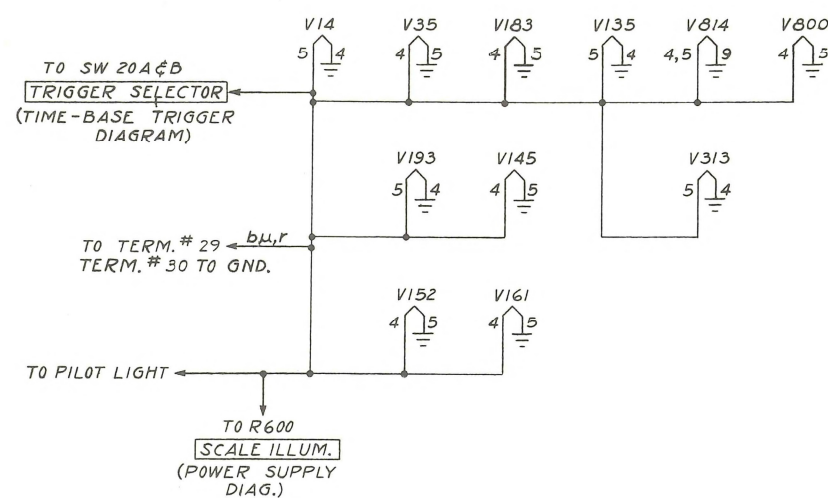 V14 V35 V183 V135 V814 V800
5 4 4 5 4 5 5 4 4,5 9 4 5
TO SW 20A&B
TRIGGER SELECTOR
(TIME-BASE TRIGGER
DIAGRAM)
V193 V145 V313
5 4 4 5 5 4
TO TERM.# 29 bµ,r
TERM.# 30 TO GND.
V152 V161
4 5 4 5
TO PILOT LIGHT
TO R600
SCALE ILLUM.
(POWER SUPPLY
DIAG.)